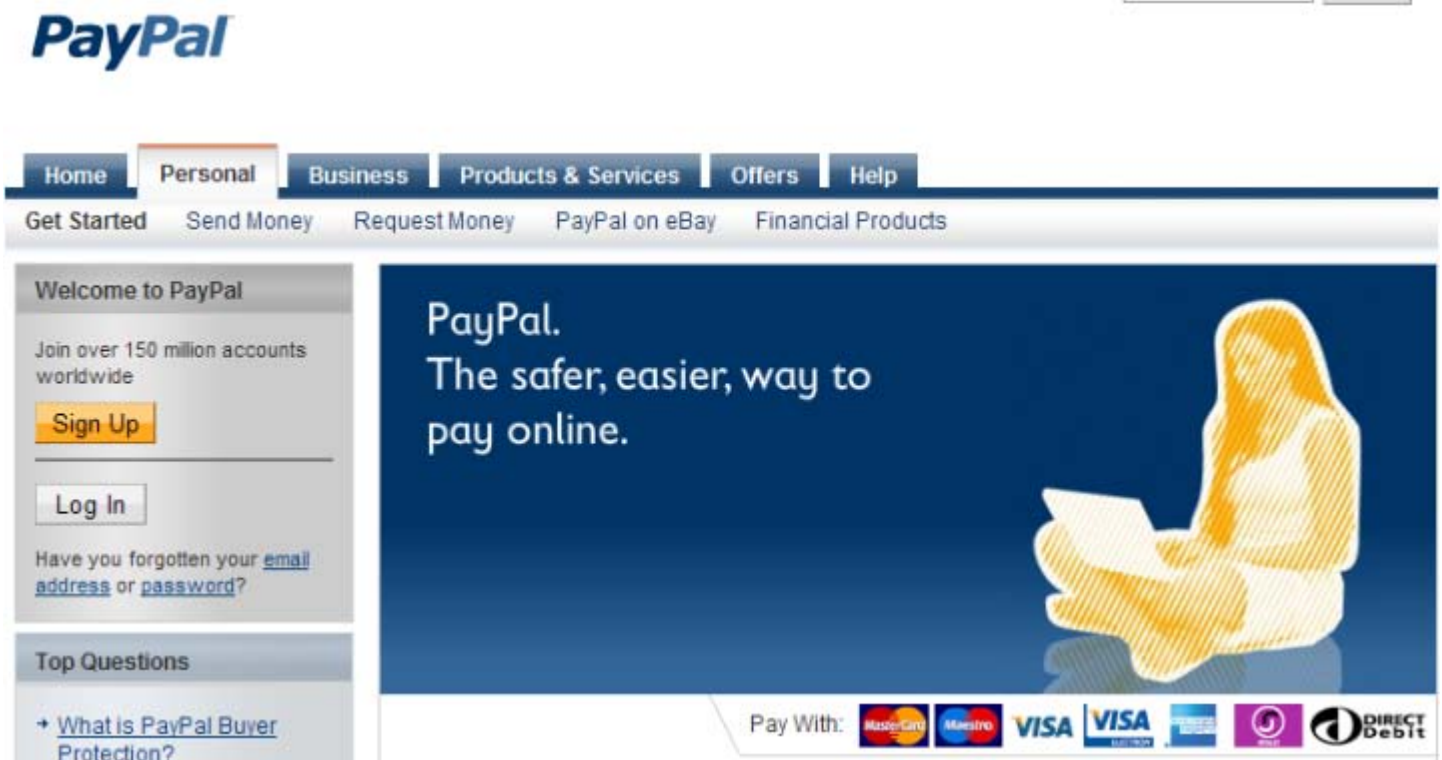 PayPal
Home Personal Business Products & Services Offers Help
Get Started Send Money Request Money PayPal on eBay Financial Products
Welcome to PayPal
Join over 150 million accounts
worldwide
Sign Up
Log In
Have you forgotten your email
address or password?
Top Questions
What is PayPal Buyer
Protection?
PayPal.
The safer, easier, way to
pay online.
Pay With: MasterCard Maestro VISA VISA DIRECT
Debit